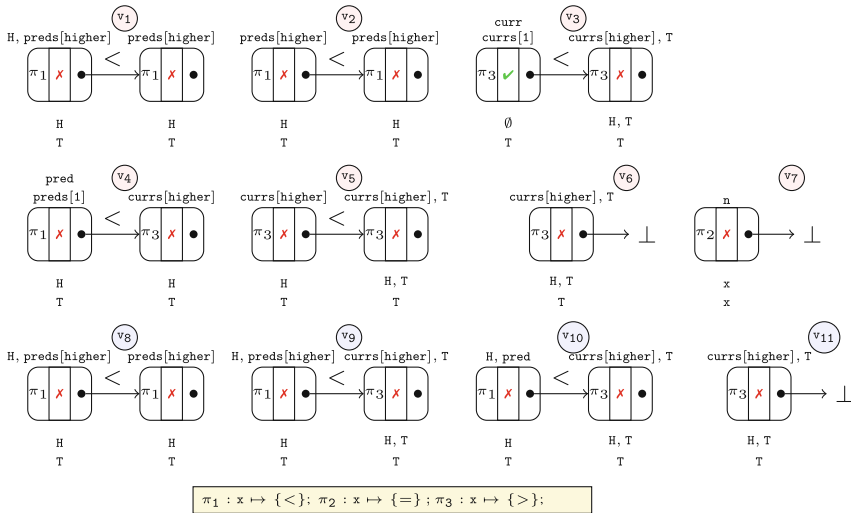 v1 v2 v3
curr
H, preds[higher] preds[higher] preds[higher] preds[higher] currs[1] currs[higher], T
< < <
π1 ✗ π1 ✗ π1 ✗ π1 ✗ π3 ✔ π3 ✗
H H H H ∅ H, T
T T T T T T
v4 v5 v6 v7
pred
preds[1] currs[higher] currs[higher] currs[higher], T currs[higher], T n
< <
π1 ✗ π3 ✗ π3 ✗ π3 ✗ π3 ✗ ⊥ π2 ✗ ⊥
H H H H, T H, T x
T T T T T x
v8 v9 v10 v11
H, preds[higher] preds[higher] H, preds[higher] currs[higher], T H, pred currs[higher], T currs[higher], T
< < <
π1 ✗ π1 ✗ π1 ✗ π3 ✗ π1 ✗ π3 ✗ π3 ✗ ⊥
H H H H, T H H, T H, T
T T T T T T T
π1 : x ↦ {<}; π2 : x ↦ {=} ; π3 : x ↦ {>};